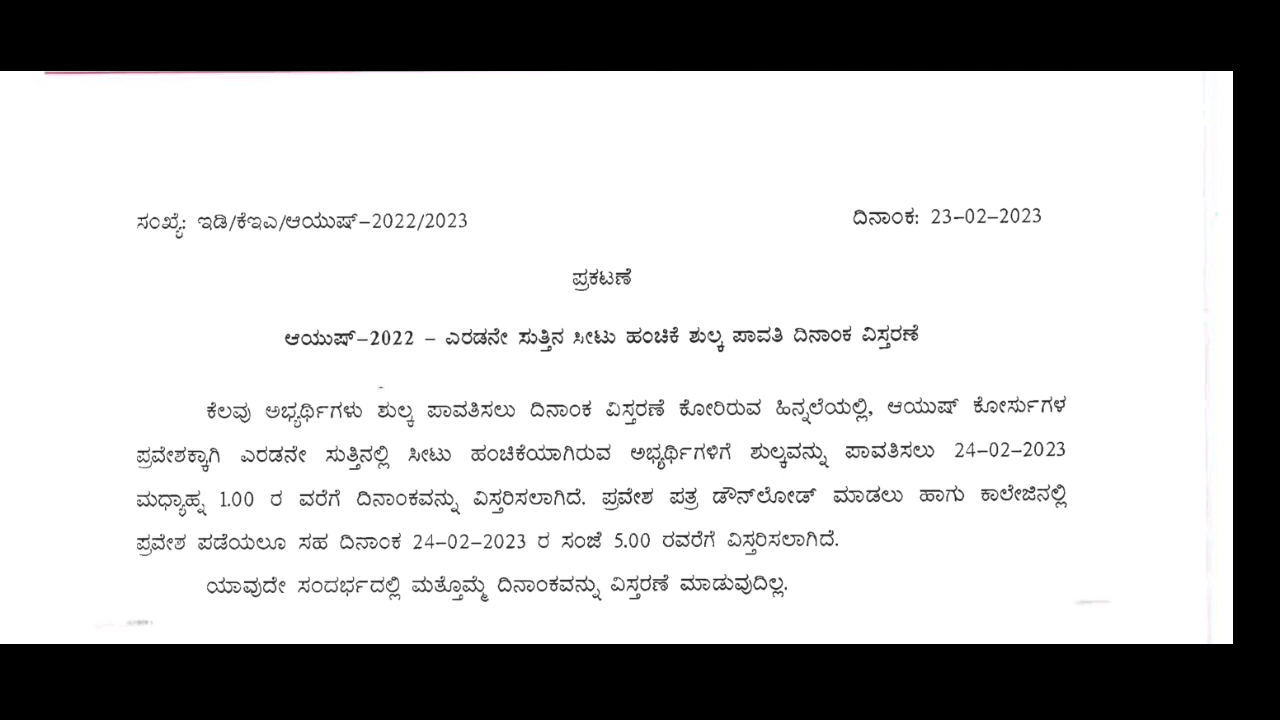 ಸಂಖ್ಯೆ: ಇಡಿ/ಕೆಇಎ/ಆಯುಷ್-2022/2023 ದಿನಾಂಕ: 23-02-2023
ಪ್ರಕಟಣೆ
ಆಯುಷ್-2022 - ಎರಡನೇ ಸುತ್ತಿನ ಸೀಟು ಹಂಚಿಕೆ ಶುಲ್ಕ ಪಾವತಿ ದಿನಾಂಕ ವಿಸ್ತರಣೆ
ಕೆಲವು ಅಭ್ಯರ್ಥಿಗಳು ಶುಲ್ಕ ಪಾವತಿಸಲು ದಿನಾಂಕ ವಿಸ್ತರಣೆ ಕೋರಿರುವ ಹಿನ್ನಲೆಯಲ್ಲಿ, ಆಯುಷ್ ಕೋರ್ಸುಗಳ
ಪ್ರವೇಶಕ್ಕಾಗಿ ಎರಡನೇ ಸುತ್ತಿನಲ್ಲಿ ಸೀಟು ಹಂಚಿಕೆಯಾಗಿರುವ ಅಭ್ಯರ್ಥಿಗಳಿಗೆ ಶುಲ್ಕವನ್ನು ಪಾವತಿಸಲು 24-02-2023
ಮಧ್ಯಾಹ್ನ 1.00 ರ ವರೆಗೆ ದಿನಾಂಕವನ್ನು ವಿಸ್ತರಿಸಲಾಗಿದೆ. ಪ್ರವೇಶ ಪತ್ರ ಡೌನ್‌ಲೋಡ್ ಮಾಡಲು ಹಾಗು ಕಾಲೇಜಿನಲ್ಲಿ
ಪ್ರವೇಶ ಪಡೆಯಲೂ ಸಹ ದಿನಾಂಕ 24-02-2023 ರ ಸಂಜೆ 5.00 ರವರೆಗೆ ವಿಸ್ತರಿಸಲಾಗಿದೆ.
ಯಾವುದೇ ಸಂದರ್ಭದಲ್ಲಿ ಮತ್ತೊಮ್ಮೆ ದಿನಾಂಕವನ್ನು ವಿಸ್ತರಣೆ ಮಾಡುವುದಿಲ್ಲ.